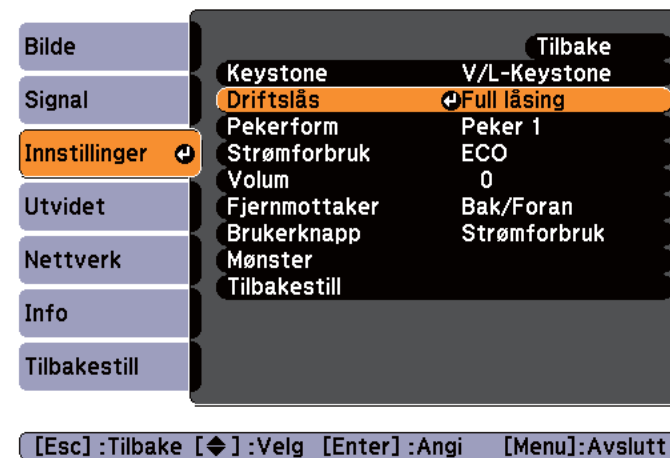 Bilde
Signal
Innstillinger
Utvidet
Nettverk
Info
Tilbakestill
Tilbake
Keystone V/L-Keystone
Driftslås Full låsing
Pekerform Peker 1
Strømforbruk ECO
Volum 0
Fjernmottaker Bak/Foran
Brukerknapp Strømforbruk
Mønster
Tilbakestill
[Esc] :Tilbake [◆] :Velg [Enter] :Angi [Menu]:Avslutt